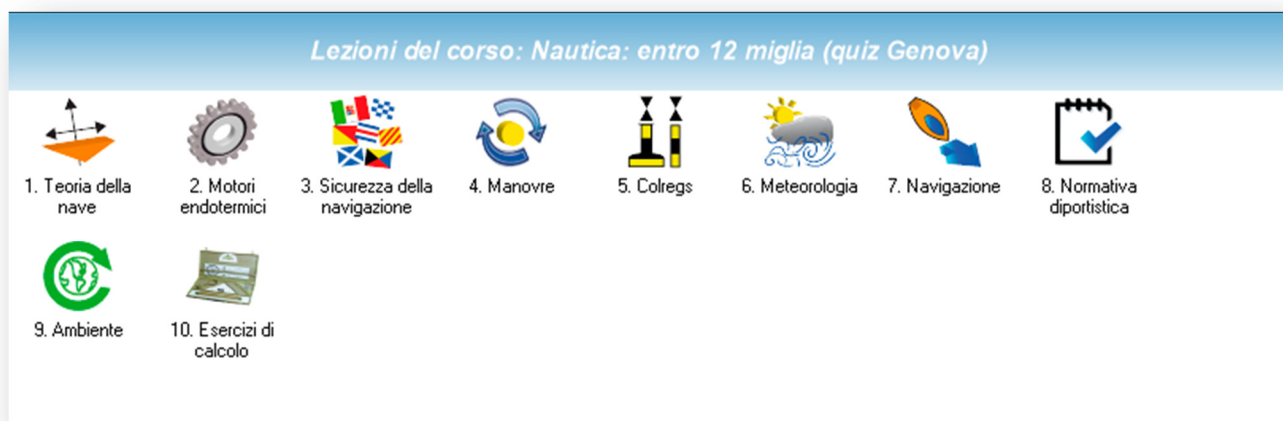 Lezioni del corso: Nautica: entro 12 miglia (quiz Genova)
1. Teoria della
nave
2. Motori
endotermici
3. Sicurezza della
navigazione
4. Manovre
5. Colregs
6. Meteorologia
7. Navigazione
8. Normativa
diportistica
9. Ambiente
10. Esercizi di
calcolo